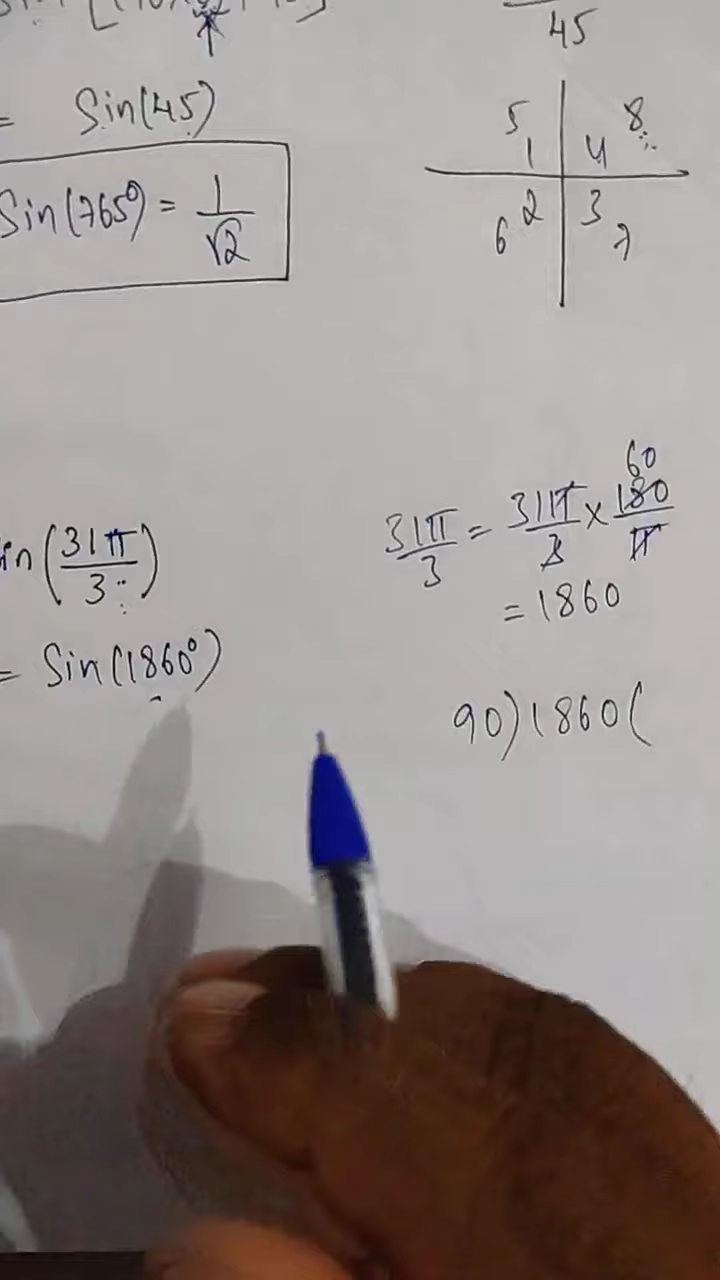 45
= Sin(45)
Sin(765°) = 1/√2
5 8
1 4
2 3
6 7
in(31π/3)
31π/3 = 31π/3 × 180/π 60
= 1860
= Sin(1860°)
90)1860(